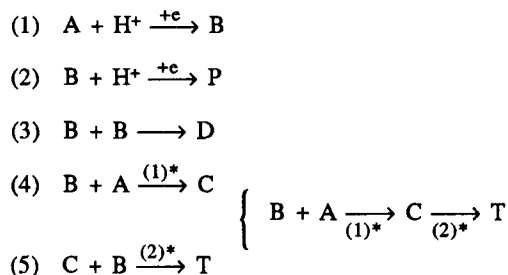 (1) A + H⁺ —+e→ B
(2) B + H⁺ —+e→ P
(3) B + B ⟶ D
(4) B + A —(1)*→ C
{ B + A —(1)*→ C —(2)*→ T
(5) C + B —(2)*→ T